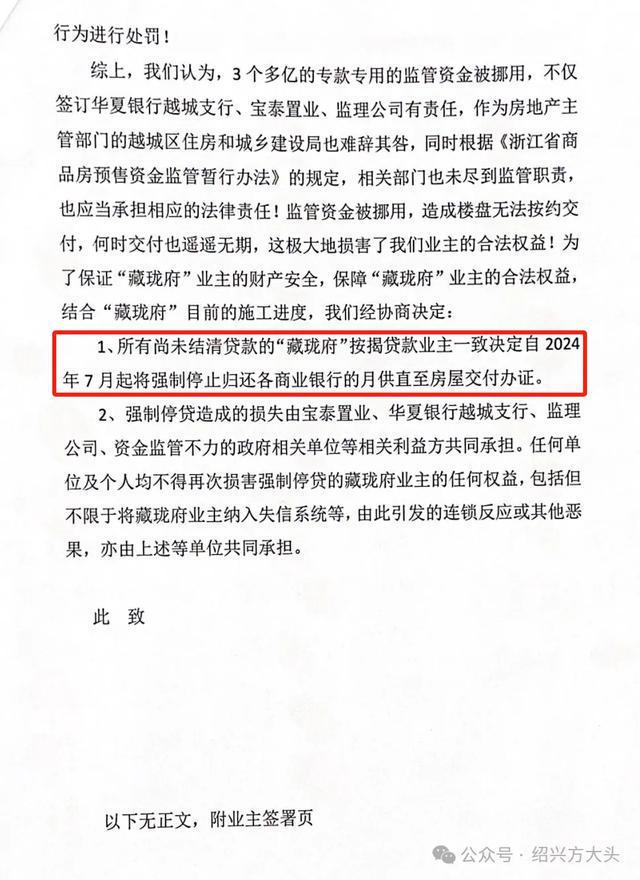 行为进行处罚！
综上，我们认为，3 个多亿的专款专用的监管资金被挪用，不仅
签订华夏银行越城支行、宝泰置业、监理公司有责任，作为房地产主
管部门的越城区住房和城乡建设局也难辞其咎，同时根据《浙江省商
品房预售资金监管暂行办法》的规定，相关部门也未尽到监管职责，
也应当承担相应的法律责任！监管资金被挪用，造成楼盘无法按约交
付，何时交付也遥遥无期，这极大地损害了我们业主的合法权益！为
了保证“藏珑府”业主的财产安全，保障“藏珑府”业主的合法权益，
结合“藏珑府”目前的施工进度，我们经协商决定：
1、所有尚未结清贷款的“藏珑府”按揭贷款业主一致决定自 2024
年 7 月起将强制停止归还各商业银行的月供直至房屋交付办证。
2、强制停贷造成的损失由宝泰置业、华夏银行越城支行、监理
公司、资金监管不力的政府相关单位等相关利益方共同承担。任何单
位及个人均不得再次损害强制停贷的藏珑府业主的任何权益，包括但
不限于将藏珑府业主纳入失信系统等，由此引发的连锁反应或其他恶
果，亦由上述等单位共同承担。
此 致
以下无正文，附业主签署页
公众号 · 绍兴方大头